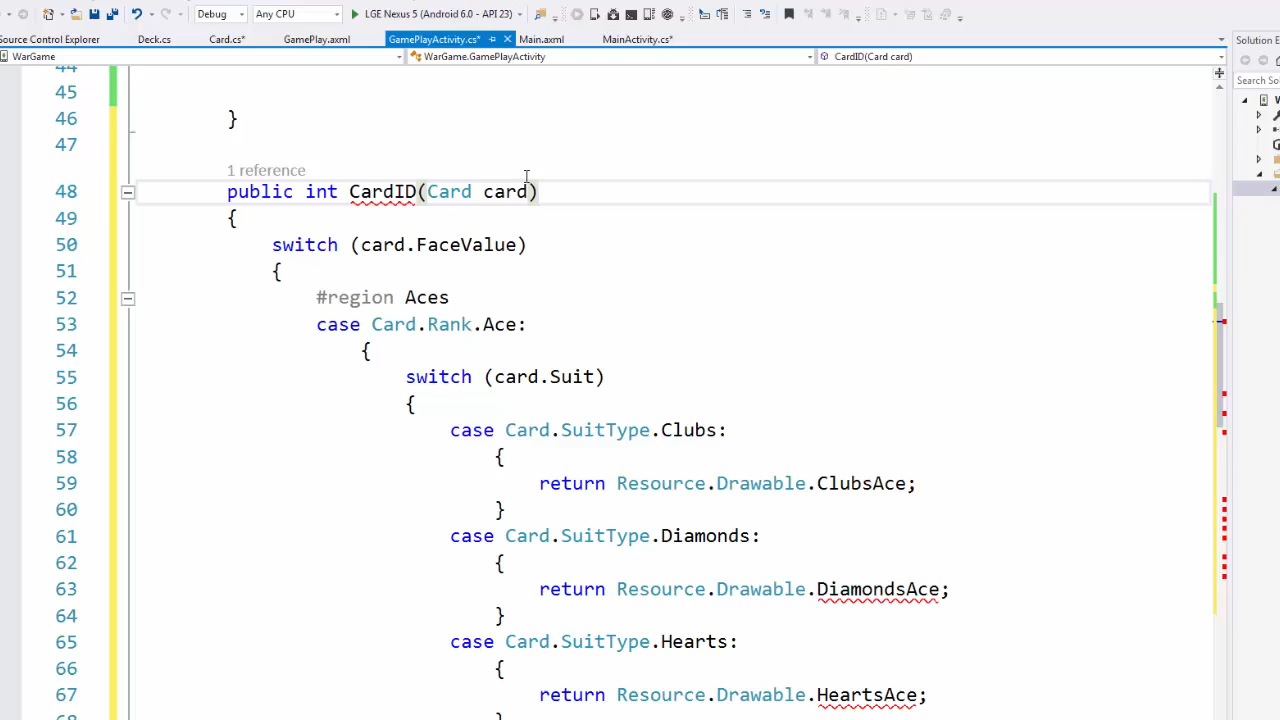 Debug Any CPU LGE Nexus 5 (Android 6.0 - API 23)
Source Control Explorer Deck.cs Card.cs* GamePlay.axml GamePlayActivity.cs* Main.axml MainActivity.cs* Solution E
WarGame WarGame.GamePlayActivity CardID(Card card)
Search Sol
44
45
46 }
47
1 reference
48 public int CardID(Card card)
49 {
50 switch (card.FaceValue)
51 {
52 #region Aces
53 case Card.Rank.Ace:
54 {
55 switch (card.Suit)
56 {
57 case Card.SuitType.Clubs:
58 {
59 return Resource.Drawable.ClubsAce;
60 }
61 case Card.SuitType.Diamonds:
62 {
63 return Resource.Drawable.DiamondsAce;
64 }
65 case Card.SuitType.Hearts:
66 {
67 return Resource.Drawable.HeartsAce;
68 }